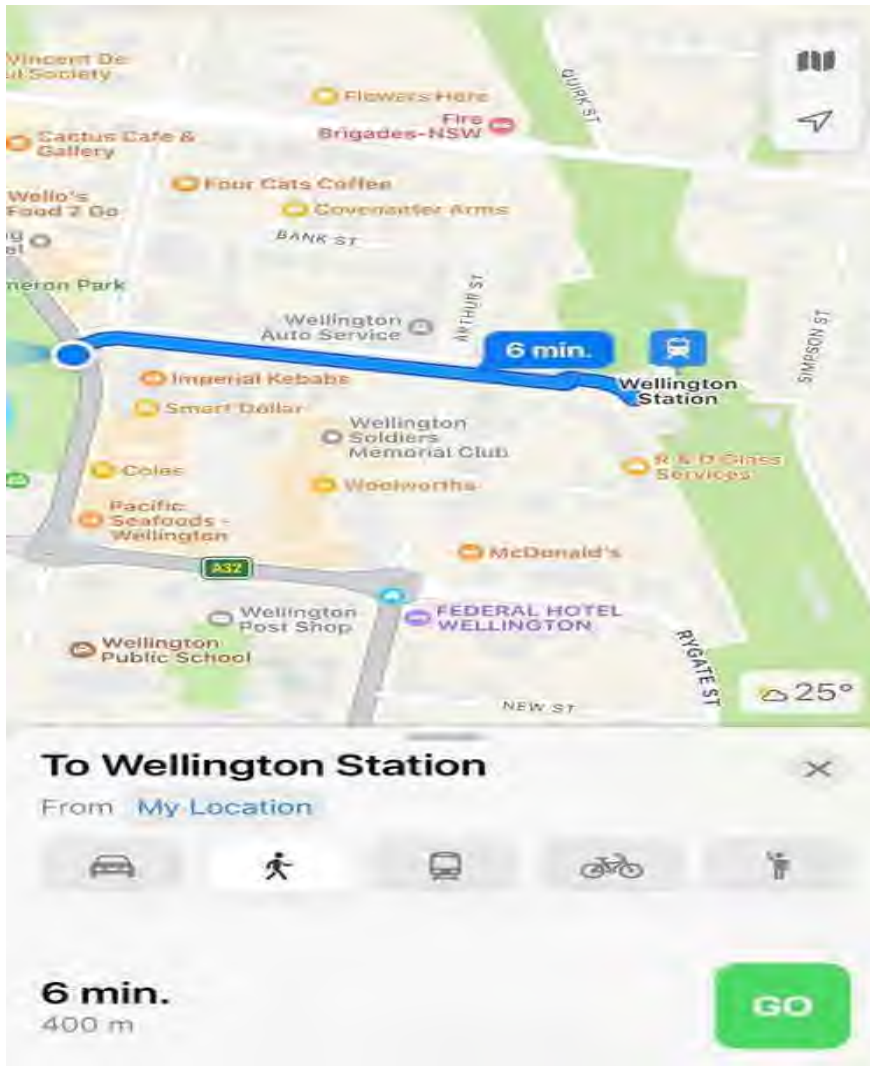 Vincent De
ul Society
QUIRK ST
Flowers Here
Fire
Brigades-NSW
Cactus Cafe &
Gallery
Four Cats Coffee
Wello's
Food 2 Go
Covenanter Arms
BANK ST
meron Park
ARTHUR ST
Wellington
Auto Service
SIMPSON ST
6 min.
Wellington
Station
Imperial Kebabs
Smart Dollar
Wellington
Soldiers
Memorial Club
R & D Glass
Services
Coles
Woolworths
Pacific
Seafoods -
Wellington
McDonald's
A32
Wellington
Post Shop
FEDERAL HOTEL
WELLINGTON
Wellington
Public School
RYGATE ST
NEW ST
25°
To Wellington Station
From My Location
6 min.
400 m
GO